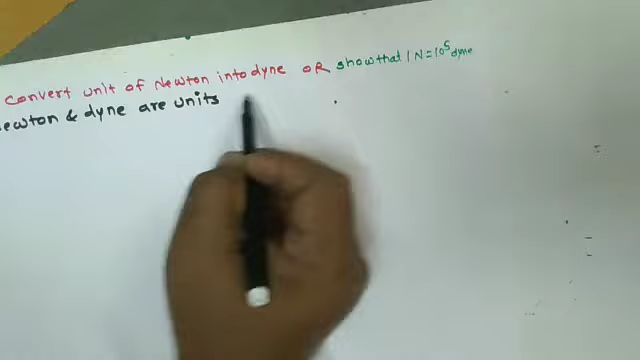 Convert unit of Newton into dyne OR show that 1 N = 10⁵ dyne
ewton & dyne are units